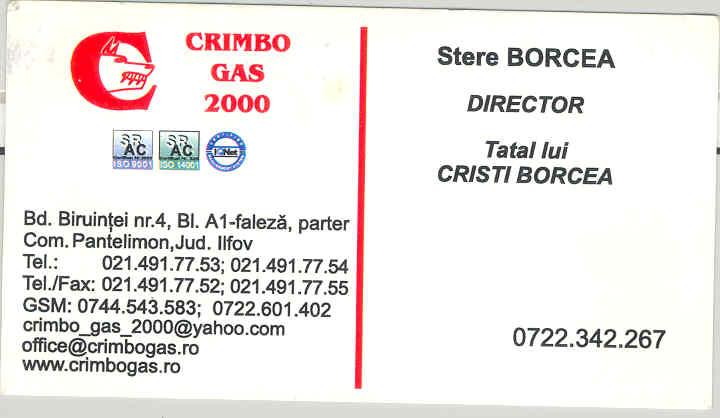 CRIMBO
GAS
2000
SR
AC
ISO 9001
SR
AC
ISO 14001
IQNet
Bd. Biruinței nr.4, Bl. A1-faleză, parter
Com. Pantelimon,Jud. Ilfov
Tel.: 021.491.77.53; 021.491.77.54
Tel./Fax: 021.491.77.52; 021.491.77.55
GSM: 0744.543.583; 0722.601.402
crimbo_gas_2000@yahoo.com
office@crimbogas.ro
www.crimbogas.ro
Stere BORCEA
DIRECTOR
Tatal lui
CRISTI BORCEA
0722.342.267